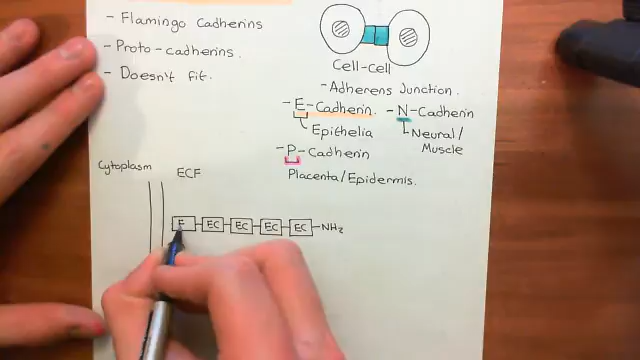 - Flamingo Cadherins
- Proto-cadherins.
- Doesn't fit.
Cell-cell
- Adherens Junction.
- E-Cadherin.
Epithelia
- N-Cadherin
Neural/
Muscle
- P-Cadherin
Placenta/Epidermis.
Cytoplasm
ECF
E EC EC EC EC -NH2